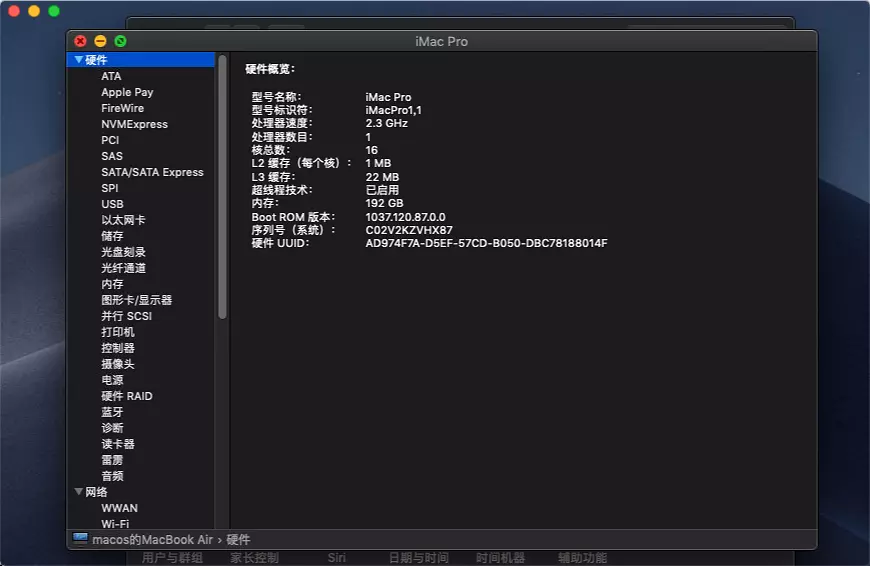 iMac Pro
硬件
ATA
Apple Pay
FireWire
NVMExpress
PCI
SAS
SATA/SATA Express
SPI
USB
以太网卡
储存
光盘刻录
光纤通道
内存
图形卡/显示器
并行 SCSI
打印机
控制器
摄像头
电源
硬件 RAID
蓝牙
诊断
读卡器
雷雳
音频
网络
WWAN
Wi-Fi
硬件概览：
型号名称： iMac Pro
型号标识符： iMacPro1,1
处理器速度： 2.3 GHz
处理器数目： 1
核总数： 16
L2 缓存（每个核）： 1 MB
L3 缓存： 22 MB
超线程技术： 已启用
内存： 192 GB
Boot ROM 版本： 1037.120.87.0.0
序列号（系统）： C02V2KZVHX87
硬件 UUID： AD974F7A-D5EF-57CD-B050-DBC78188014F
macos的MacBook Air › 硬件
用户与群组 家长控制 Siri 日期与时间 时间机器 辅助功能